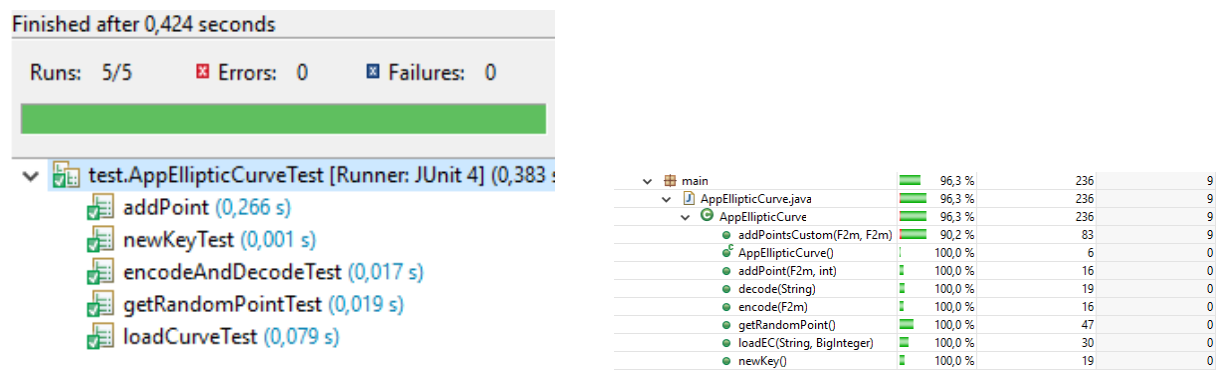 Finished after 0,424 seconds
Runs: 5/5 Errors: 0 Failures: 0
test.AppEllipticCurveTest [Runner: JUnit 4] (0,383
addPoint (0,266 s)
newKeyTest (0,001 s)
encodeAndDecodeTest (0,017 s)
getRandomPointTest (0,019 s)
loadCurveTest (0,079 s)
main 96,3 % 236 9
AppEllipticCurve.java 96,3 % 236 9
AppEllipticCurve 96,3 % 236 9
addPointsCustom(F2m, F2m) 90,2 % 83 9
AppEllipticCurve() 100,0 % 6 0
addPoint(F2m, int) 100,0 % 16 0
decode(String) 100,0 % 19 0
encode(F2m) 100,0 % 16 0
getRandomPoint() 100,0 % 47 0
loadEC(String, BigInteger) 100,0 % 30 0
newKey() 100,0 % 19 0